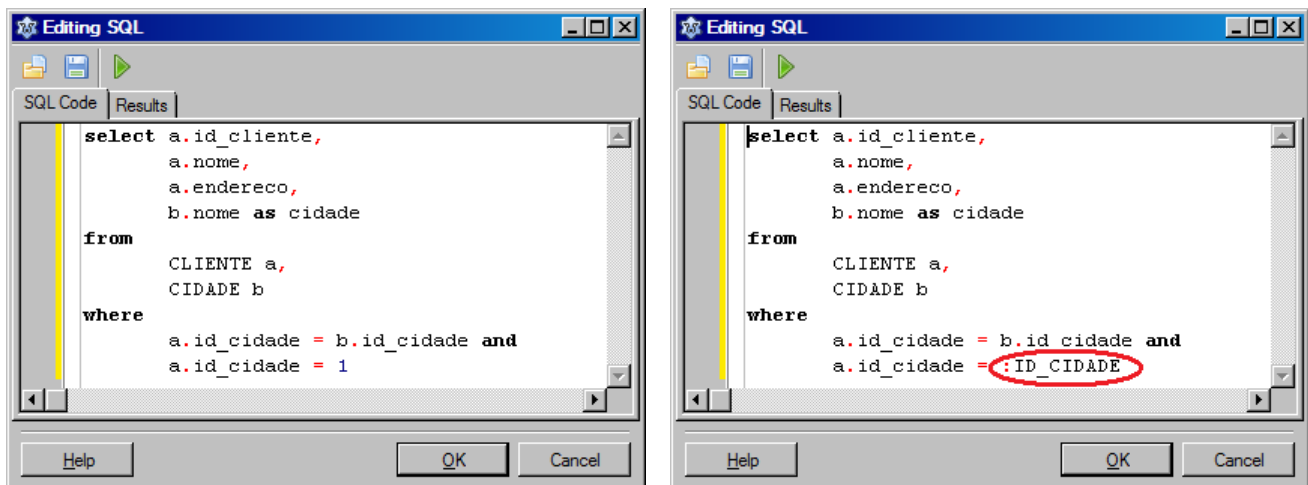 Editing SQL
SQL Code Results
select a.id_cliente,
a.nome,
a.endereco,
b.nome as cidade
from
CLIENTE a,
CIDADE b
where
a.id_cidade = b.id_cidade and
a.id_cidade = 1
Help OK Cancel
Editing SQL
SQL Code Results
select a.id_cliente,
a.nome,
a.endereco,
b.nome as cidade
from
CLIENTE a,
CIDADE b
where
a.id_cidade = b.id_cidade and
a.id_cidade = :ID_CIDADE
Help OK Cancel